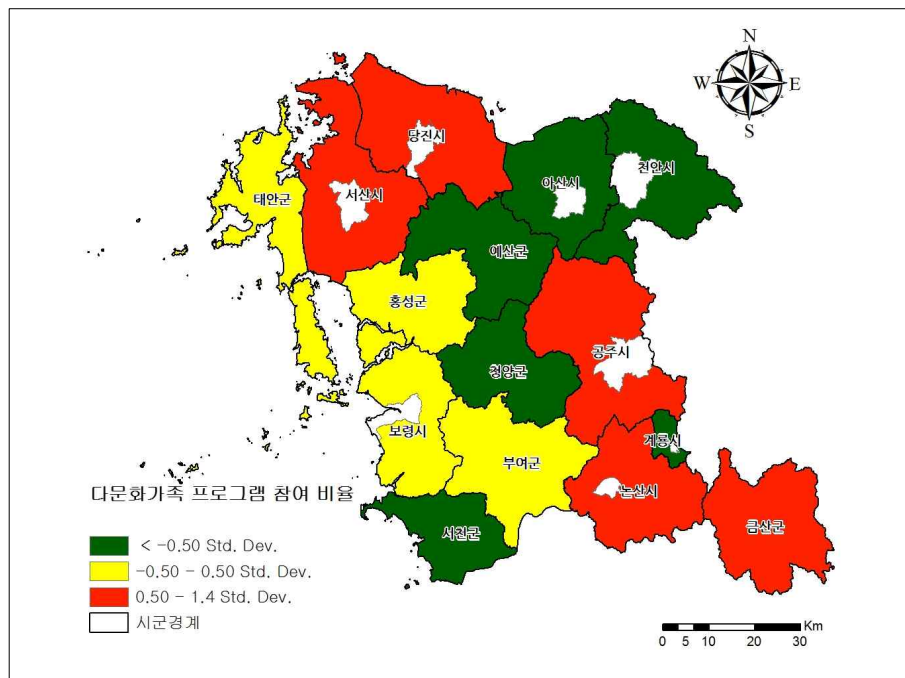 N
W E
S
당진시
천안시
아산시
서산시
태안군
예산군
홍성군
공주시
청양군
계룡시
보령시
부여군
논산시
금산군
서천군
다문화가족 프로그램 참여 비율
< -0.50 Std. Dev.
-0.50 - 0.50 Std. Dev.
0.50 - 1.4 Std. Dev.
시군경계
Km
0 5 10 20 30